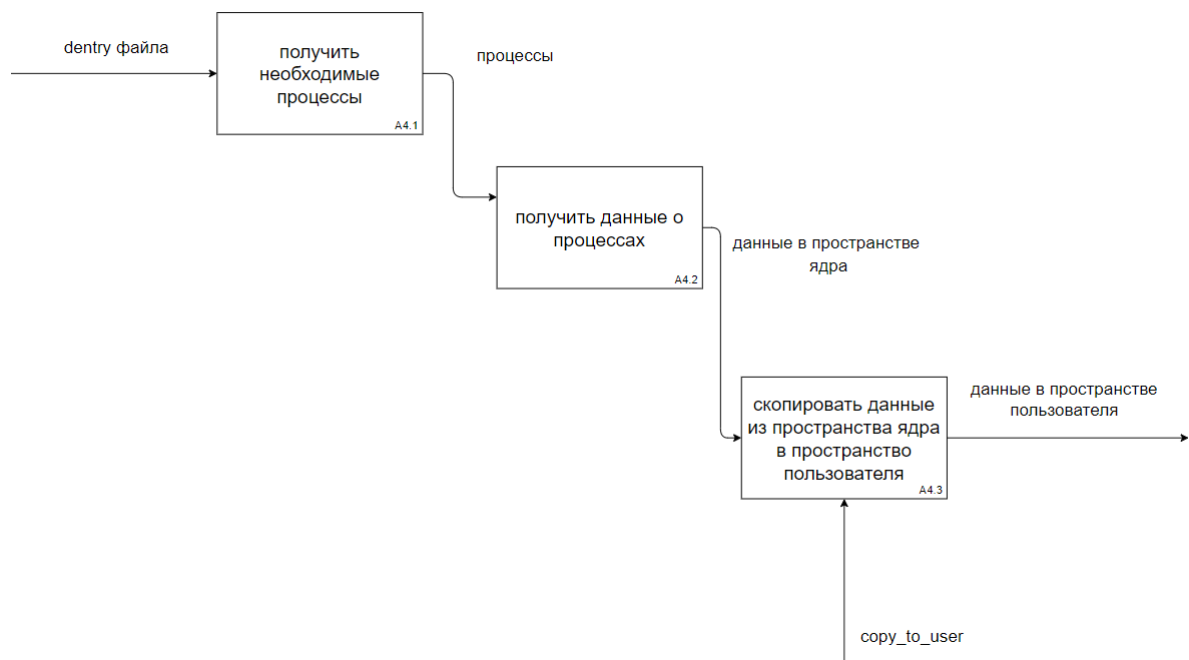 dentry файла
получить
необходимые
процессы
A4.1
процессы
получить данные о
процессах
A4.2
данные в пространстве
ядра
скопировать данные
из пространства ядра
в пространство
пользователя
A4.3
данные в пространстве
пользователя
copy_to_user